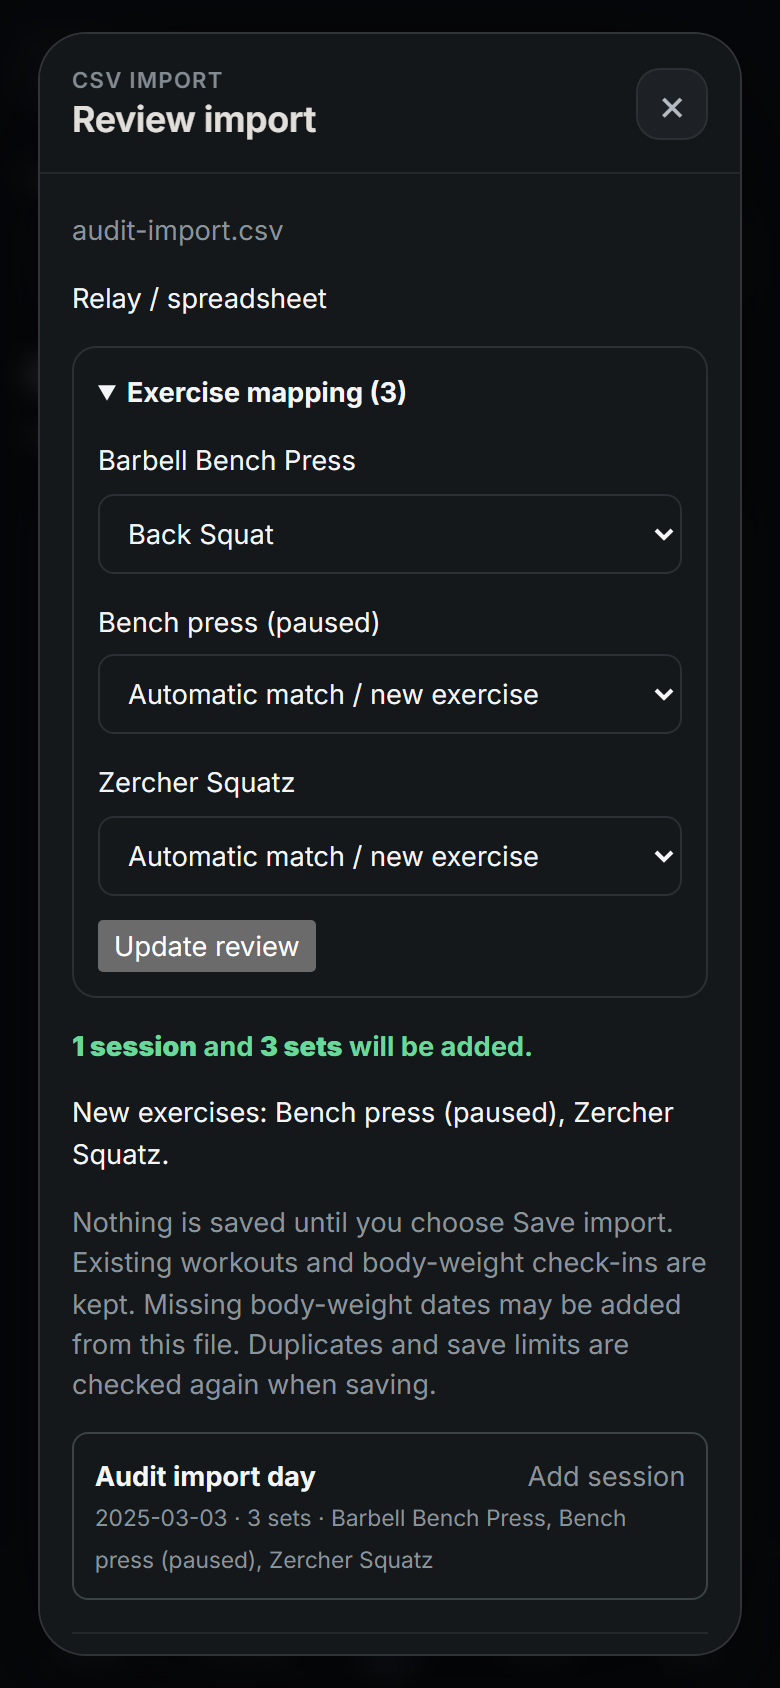 CSV IMPORT
Review import
×
audit-import.csv
Relay / spreadsheet
▼ Exercise mapping (3)
Barbell Bench Press
Back Squat
Bench press (paused)
Automatic match / new exercise
Zercher Squatz
Automatic match / new exercise
Update review
1 session and 3 sets will be added.
New exercises: Bench press (paused), Zercher
Squatz.
Nothing is saved until you choose Save import.
Existing workouts and body-weight check-ins are
kept. Missing body-weight dates may be added
from this file. Duplicates and save limits are
checked again when saving.
Audit import day Add session
2025-03-03 · 3 sets · Barbell Bench Press, Bench
press (paused), Zercher Squatz